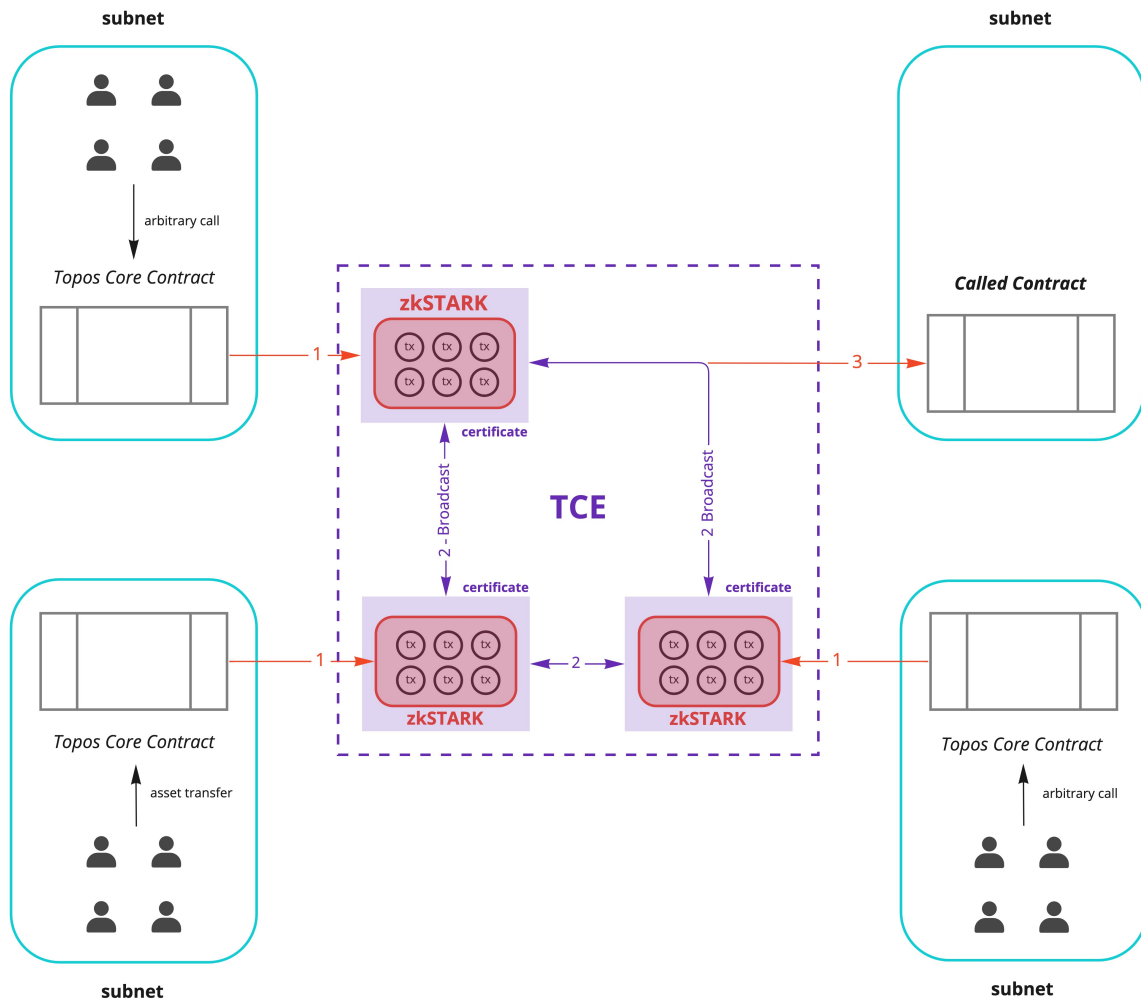 subnet
subnet
arbitrary call
Topos Core Contract
Called Contract
zkSTARK
tx tx tx
tx tx tx
1
3
certificate
2 - Broadcast
2 Broadcast
TCE
certificate
certificate
tx tx tx
tx tx tx
zkSTARK
tx tx tx
tx tx tx
zkSTARK
1
2
1
Topos Core Contract
Topos Core Contract
asset transfer
arbitrary call
subnet
subnet